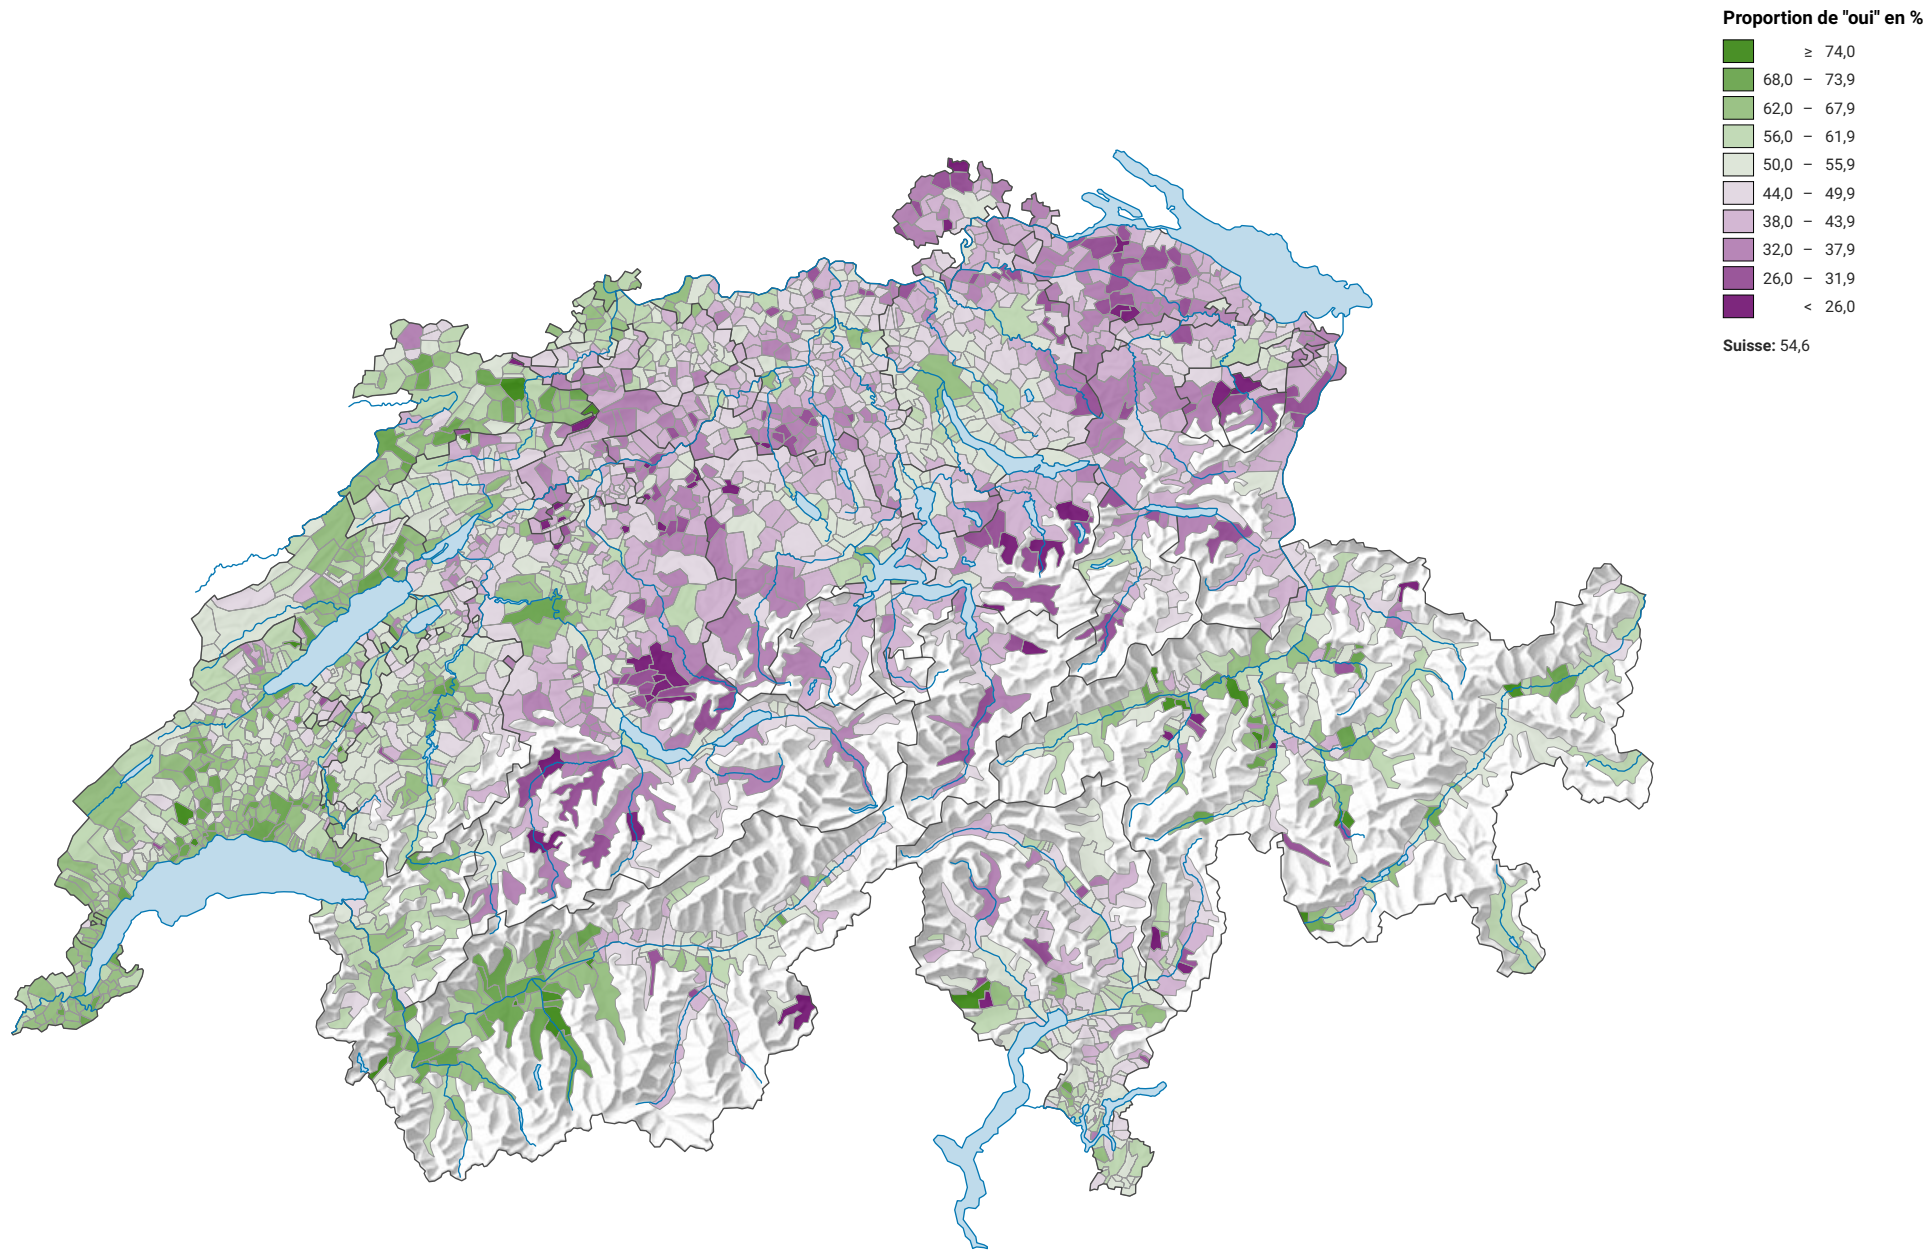 Proportion de "oui" en %
≥ 74,0
68,0 – 73,9
62,0 – 67,9
56,0 – 61,9
50,0 – 55,9
44,0 – 49,9
38,0 – 43,9
32,0 – 37,9
26,0 – 31,9
< 26,0
Suisse: 54,6